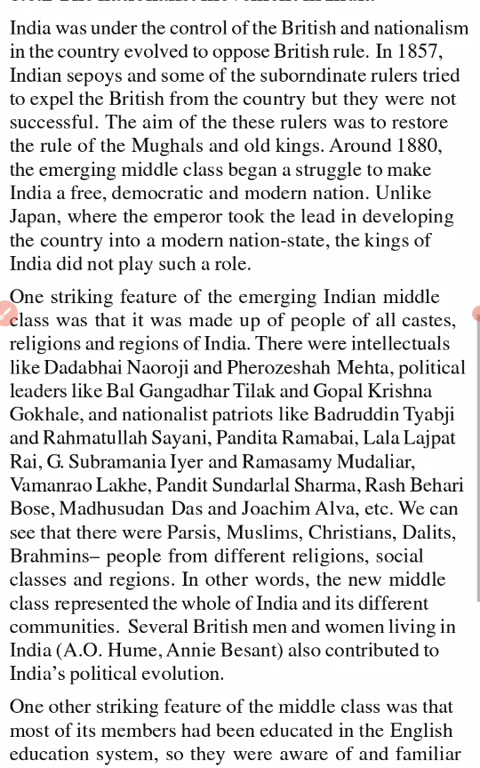 India was under the control of the British and nationalism
in the country evolved to oppose British rule. In 1857,
Indian sepoys and some of the suborndinate rulers tried
to expel the British from the country but they were not
successful. The aim of the these rulers was to restore
the rule of the Mughals and old kings. Around 1880,
the emerging middle class began a struggle to make
India a free, democratic and modern nation. Unlike
Japan, where the emperor took the lead in developing
the country into a modern nation-state, the kings of
India did not play such a role.
One striking feature of the emerging Indian middle
class was that it was made up of people of all castes,
religions and regions of India. There were intellectuals
like Dadabhai Naoroji and Pherozeshah Mehta, political
leaders like Bal Gangadhar Tilak and Gopal Krishna
Gokhale, and nationalist patriots like Badruddin Tyabji
and Rahmatullah Sayani, Pandita Ramabai, Lala Lajpat
Rai, G. Subramania Iyer and Ramasamy Mudaliar,
Vamanrao Lakhe, Pandit Sundarlal Sharma, Rash Behari
Bose, Madhusudan Das and Joachim Alva, etc. We can
see that there were Parsis, Muslims, Christians, Dalits,
Brahmins– people from different religions, social
classes and regions. In other words, the new middle
class represented the whole of India and its different
communities. Several British men and women living in
India (A.O. Hume, Annie Besant) also contributed to
India's political evolution.
One other striking feature of the middle class was that
most of its members had been educated in the English
education system, so they were aware of and familiar